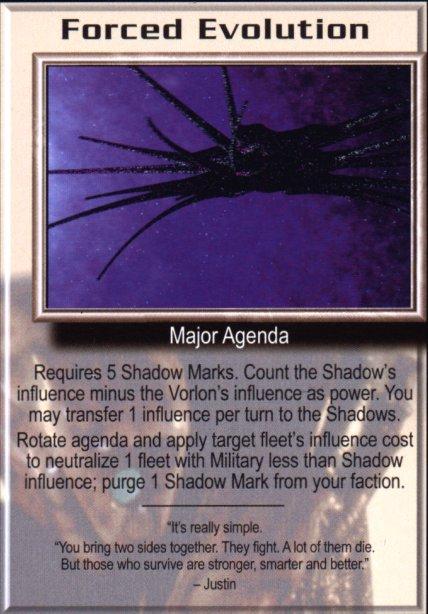 Forced Evolution
Major Agenda
Requires 5 Shadow Marks. Count the Shadow's
influence minus the Vorlon's influence as power. You
may transfer 1 influence per turn to the Shadows.
Rotate agenda and apply target fleet's influence cost
to neutralize 1 fleet with Military less than Shadow
influence; purge 1 Shadow Mark from your faction.
"It's really simple.
"You bring two sides together. They fight. A lot of them die.
But those who survive are stronger, smarter and better."
– Justin